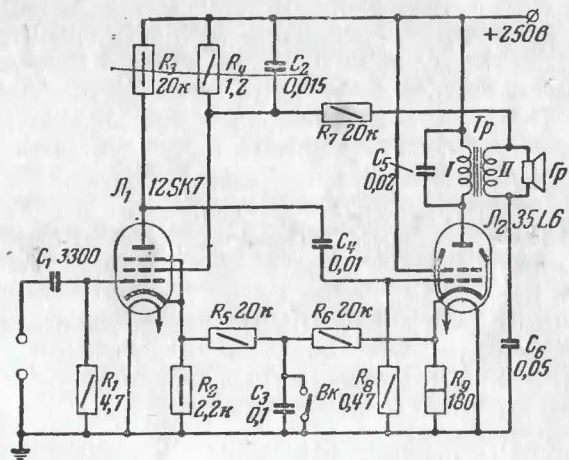 +250В
R3
20к
R4
1,2
C2
0,015
R7 20к
Тр
C5
0,02
I
II
Гр
Л1 12SK7
Л2 35L6
C1 3300
C4
0,01
R5 20к
R6 20к
C6
0,05
R1
4,7
R2
2,2к
C3
0,1
Вк
R8
0,47
R9
180